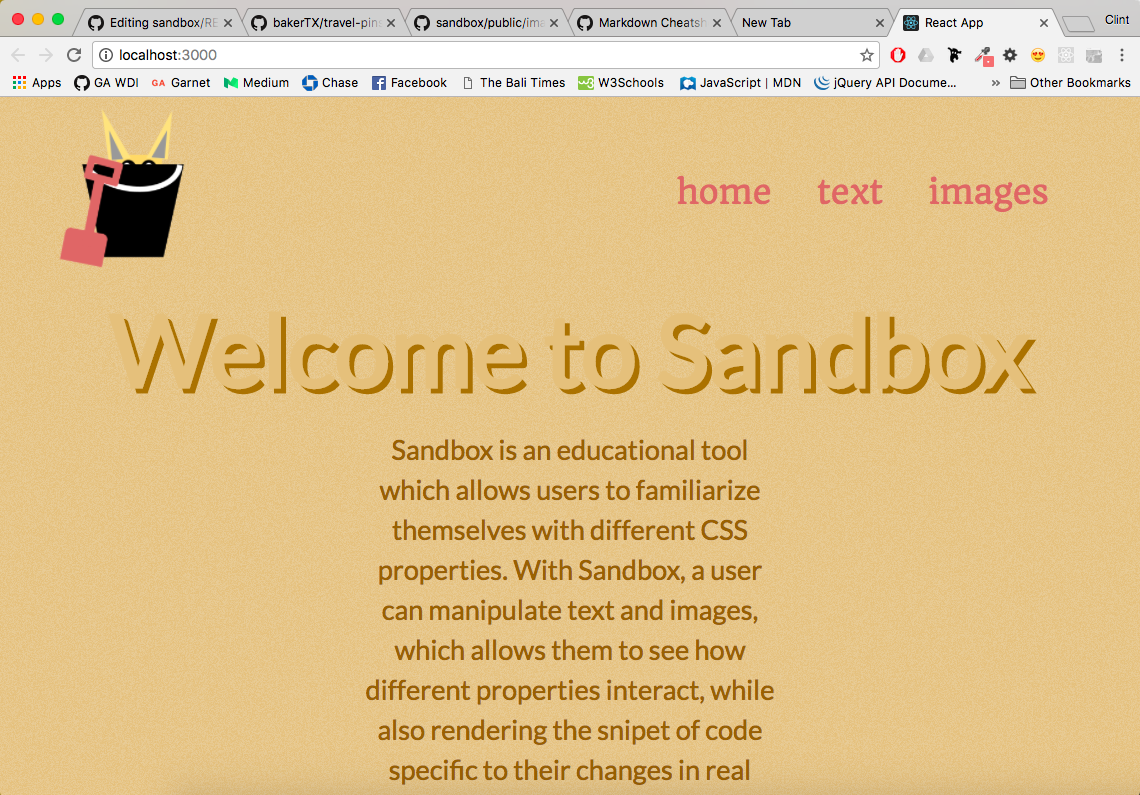 Editing sandbox/RE
bakerTX/travel-pins
sandbox/public/ima
Markdown Cheatsh
New Tab
React App
Clint
localhost:3000
Apps
GA WDI
GA Garnet
Medium
Chase
Facebook
The Bali Times
W3Schools
JavaScript | MDN
jQuery API Docume...
»
Other Bookmarks
home text images
Welcome to Sandbox
Sandbox is an educational tool
which allows users to familiarize
themselves with different CSS
properties. With Sandbox, a user
can manipulate text and images,
which allows them to see how
different properties interact, while
also rendering the snipet of code
specific to their changes in real